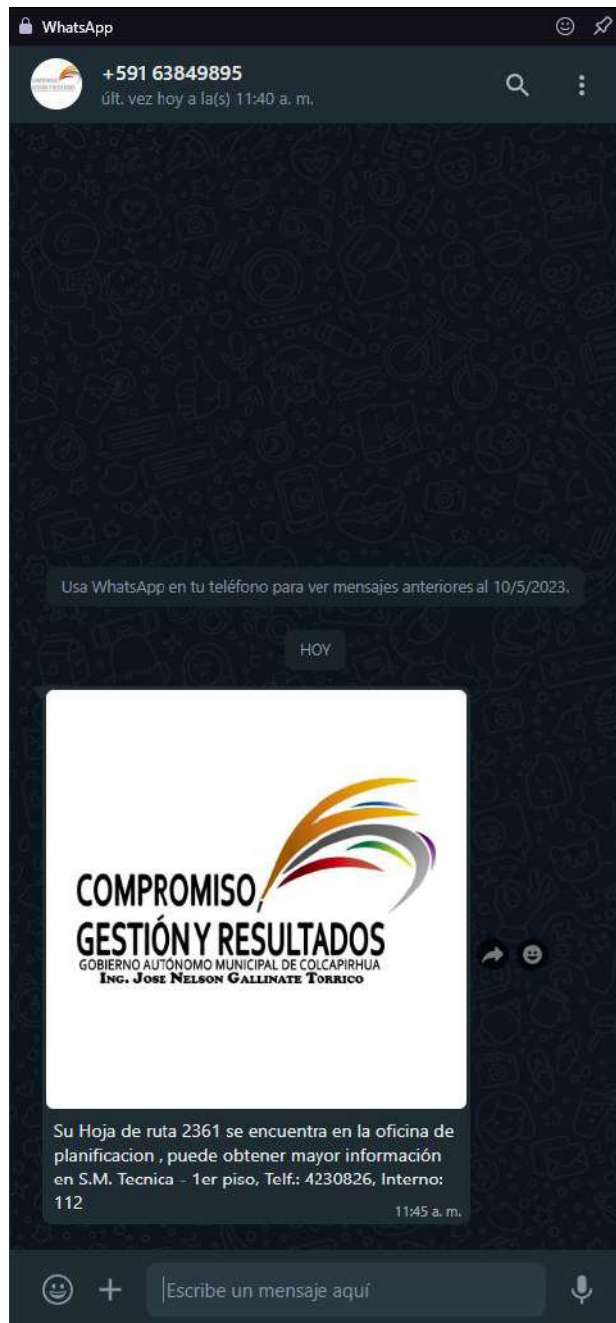 WhatsApp
+591 63849895
últ. vez hoy a la(s) 11:40 a. m.
Usa WhatsApp en tu teléfono para ver mensajes anteriores al 10/5/2023.
HOY
COMPROMISO,
GESTIÓN Y RESULTADOS
GOBIERNO AUTÓNOMO MUNICIPAL DE COLCAPIRHUA
ING. JOSE NELSON GALLINATE TORRICO
Su Hoja de ruta 2361 se encuentra en la oficina de
planificacion , puede obtener mayor información
en S.M. Tecnica - 1er piso, Telf.: 4230826, Interno:
112
11:45 a. m.
Escribe un mensaje aquí